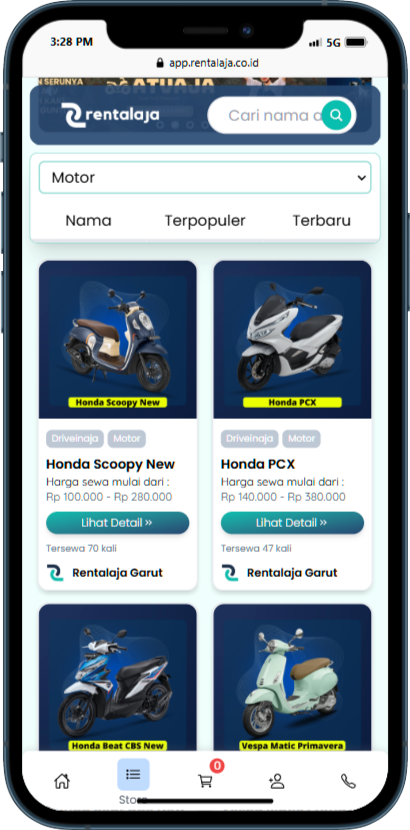 3:28 PM
5G
app.rentalaja.co.id
N SERUNYA
ATUAJA
rentalaja
Cari nama
Motor
Nama Terpopuler Terbaru
Honda Scoopy New
Honda PCX
Driveinaja Motor
Driveinaja Motor
Honda Scoopy New
Honda PCX
Harga sewa mulai dari :
Harga sewa mulai dari :
Rp 100.000 - Rp 280.000
Rp 140.000 - Rp 380.000
Lihat Detail »
Lihat Detail »
Tersewa 70 kali
Tersewa 47 kali
Rentalaja Garut
Rentalaja Garut
Honda Beat CBS New
Vespa Matic Primavera
0
Store